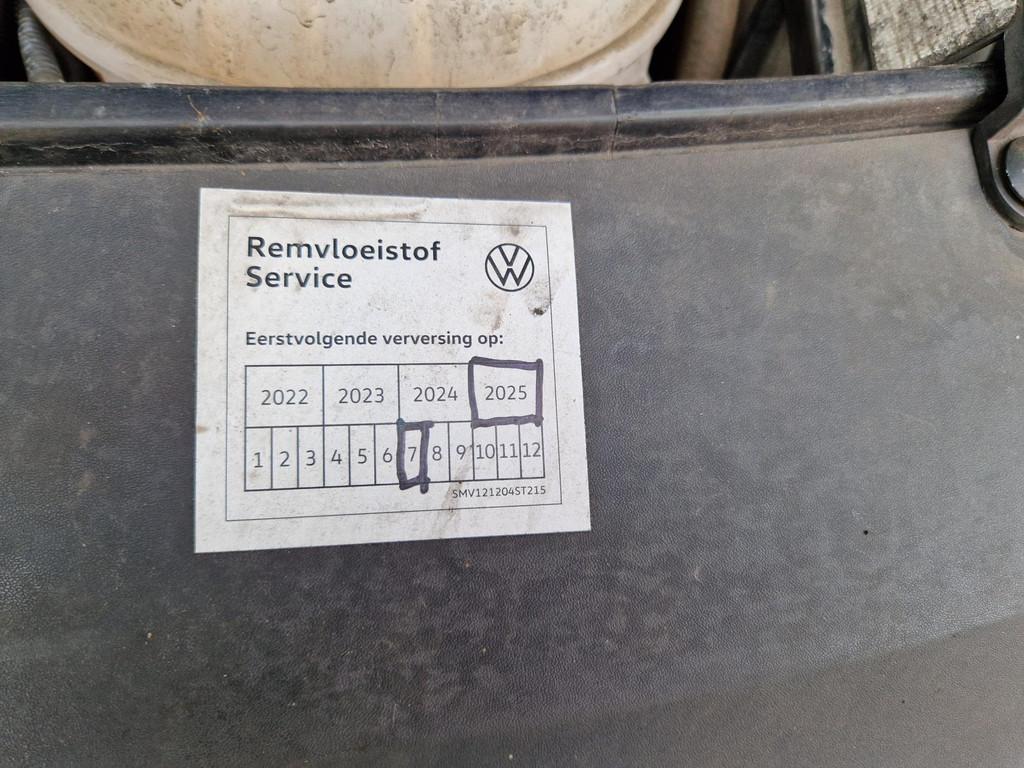 Remvloeistof
Service
Eerstvolgende verversing op:
2022 2023 2024 2025
1 2 3 4 5 6 7 8 9 10 11 12
SMV121204ST215